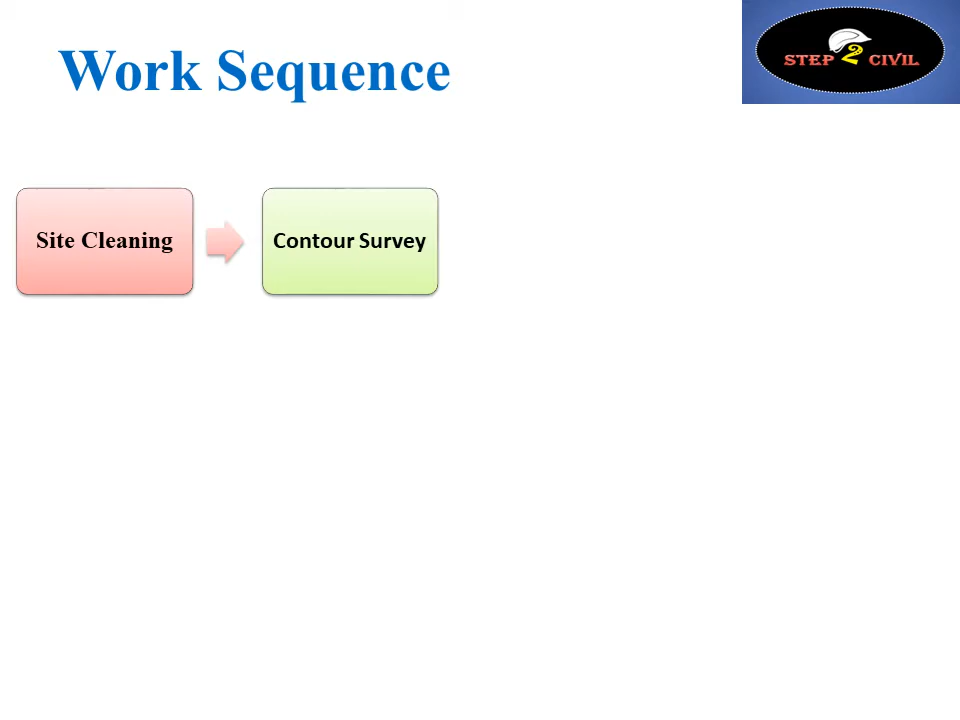 Work Sequence
STEP 2 CIVIL
Site Cleaning
Contour Survey